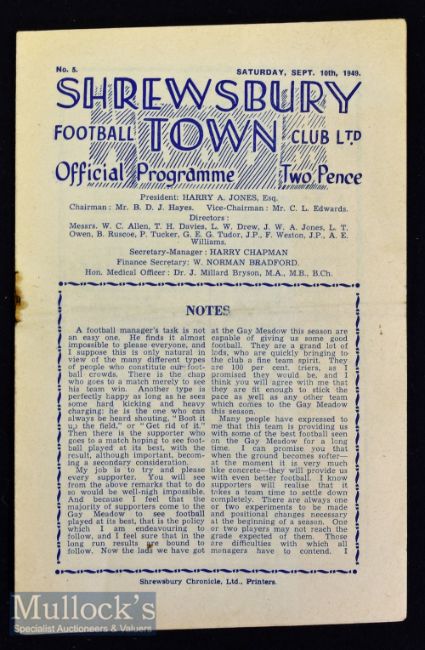 No. 5.
SATURDAY, SEPT. 10th, 1949.
SHREWSBURY
FOOTBALL TOWN CLUB LTD
Official Programme Two Pence
President: HARRY A. JONES, Esq.
Chairman: Mr. B. D. J. Hayes. Vice-Chairman: Mr. C. L. Edwards.
Directors:
Messrs. W. C. Allen, T. H. Davies, L. W. Drew, J. W. A. Jones, L. T.
Owen, B. Ruscoe, P. Tucker, G. E. G. Tudor, J.P., F. Weston, J.P., A. E.
Williams.
Secretary-Manager: HARRY CHAPMAN
Finance Secretary: W. NORMAN BRADFORD.
Hon. Medical Officer: Dr. J. Millard Bryson, M.A., M.B., B.Ch.
NOTES
A football manager's task is not
an easy one. He finds it almost
impossible to please everyone, and
I suppose this is only natural in
view of the many different types
of people who constitute our foot-
ball crowds. There is the chap
who goes to a match merely to see
his team win. Another type is
perfectly happy as long as he sees
some hard kicking and heavy
charging; he is the one who can
always be heard shouting, "Boot it
up the field," or "Get rid of it."
Then there is the supporter who
goes to a match hoping to see foot-
ball played at its best, with the
result, although important, becom-
ing a secondary consideration.
My job is to try and please
every supporter. You will see
from the above remarks that to do
so would be well-nigh impossible.
And because I feel that the
majority of supporters come to the
Gay Meadow to see football
played at its best, that is the policy
which I am endeavouring to
follow, and I feel sure that in the
long run results are bound to
follow. Now the lads we have got
at the Gay Meadow this season are
capable of giving us some good
football. They are a grand lot of
lads, who are quickly bringing to
the club a fine team spirit. They
are 100 per cent. triers, as I
promised they would be, and I
think you will agree with me that
they are fit enough to stick the
pace as well as any other team
which comes to the Gay Meadow
this season.
Many people have expressed to
me that this team is providing us
with some of the best football seen
on the Gay Meadow for a long
time. I can promise you that
when the ground becomes softer—
at the moment it is very much
like concrete—they will provide us
with even better football. I know
supporters will realise that it
takes a team time to settle down
completely. There are always one
or two experiments to be made
and positional changes necessary
at the beginning of a season. One
or two players may not reach the
grade expected of them. These
are difficulties with which all
managers have to contend. I
Shrewsbury Chronicle, Ltd., Printers.
Mullock's
Specialist Auctioneers & Valuers